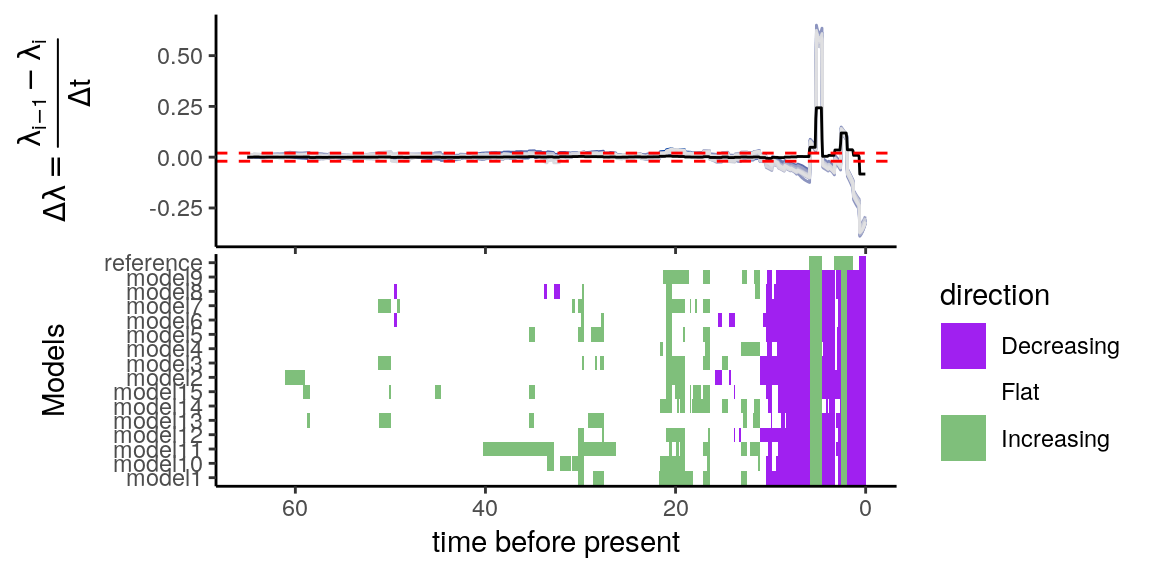 Δλ = (λi−1 − λi) / Δt
0.50
0.25
0.00
-0.25
reference
model9
model8
model7
model6
model5
model4
model3
model2
model15
model14
model13
model12
model11
model10
model1
Models
60 40 20 0
time before present
direction
Decreasing
Flat
Increasing